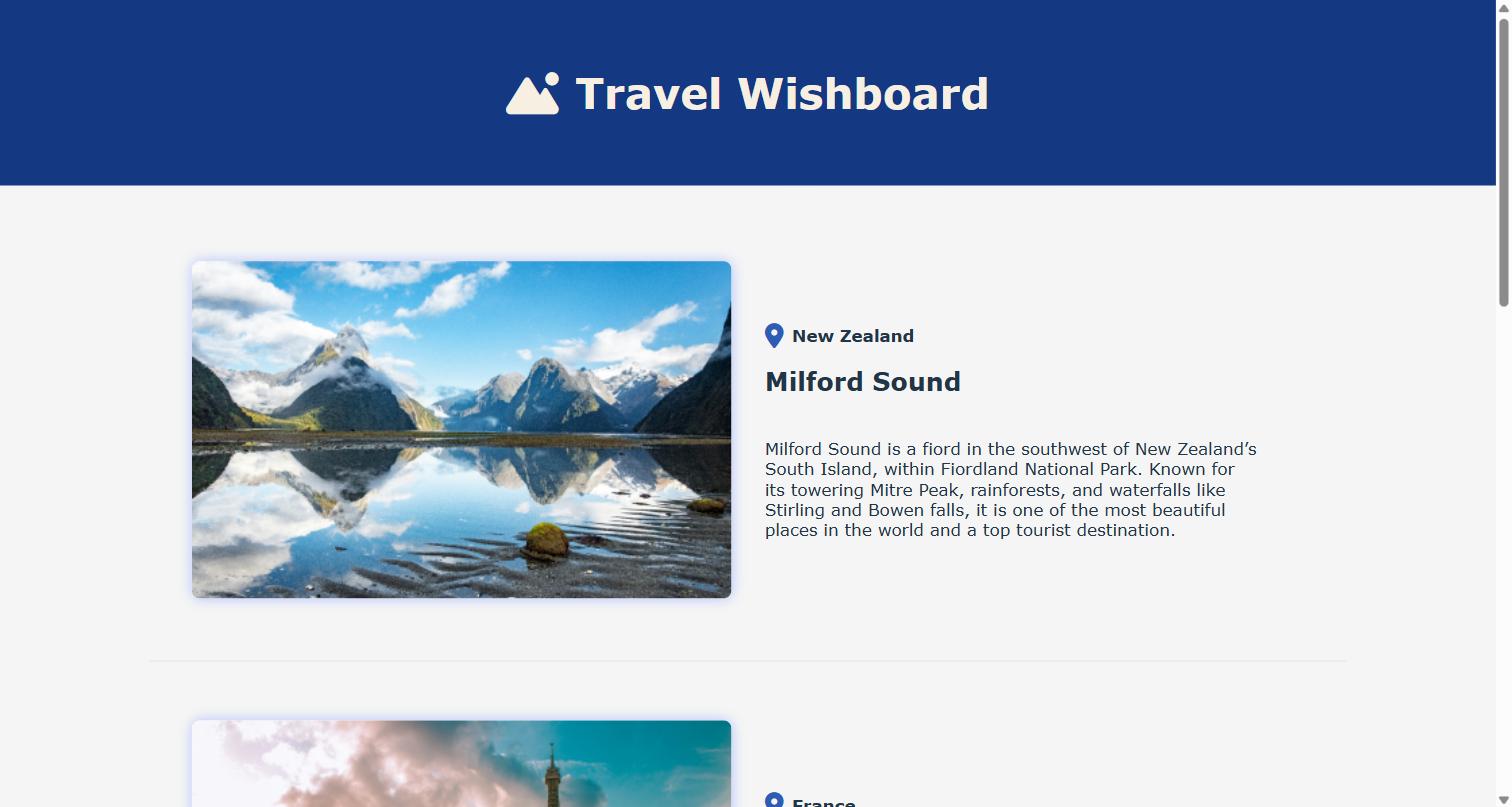 Travel Wishboard
New Zealand
Milford Sound
Milford Sound is a fiord in the southwest of New Zealand’s
South Island, within Fiordland National Park. Known for
its towering Mitre Peak, rainforests, and waterfalls like
Stirling and Bowen falls, it is one of the most beautiful
places in the world and a top tourist destination.
France